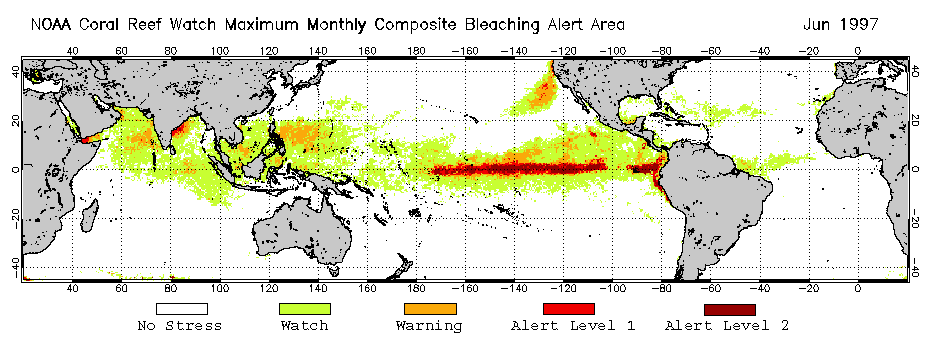 NOAA Coral Reef Watch Maximum Monthly Composite Bleaching Alert Area Jun 1997
40 60 80 100 120 140 160 180 -160 -140 -120 -100 -80 -60 -40 -20 0 20
40 40
20 20
0 0
-20 -20
-40 -40
40 60 80 100 120 140 160 180 -160 -140 -120 -100 -80 -60 -40 -20 0
No Stress Watch Warning Alert Level 1 Alert Level 2